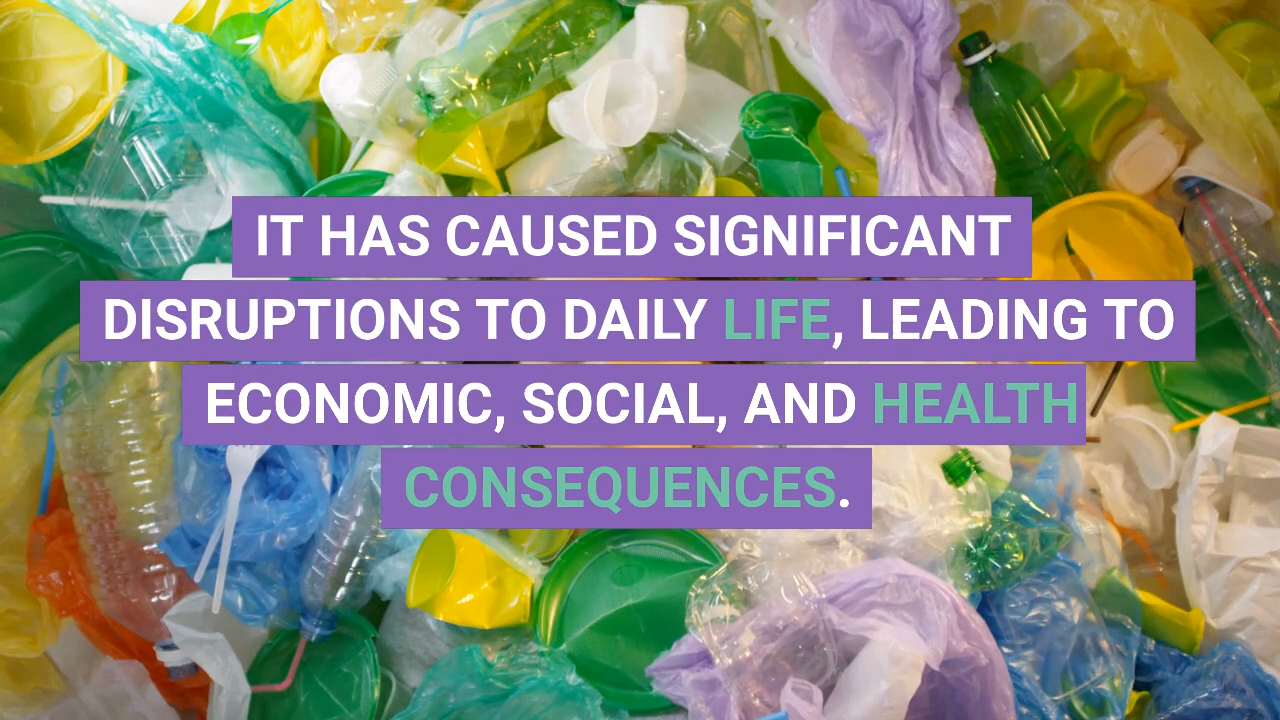 IT HAS CAUSED SIGNIFICANT
DISRUPTIONS TO DAILY LIFE, LEADING TO
ECONOMIC, SOCIAL, AND HEALTH
CONSEQUENCES.